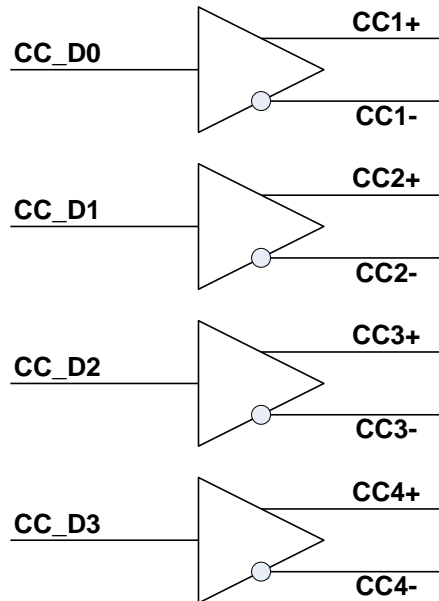 CC1+
CC_D0
CC1-
CC2+
CC_D1
CC2-
CC3+
CC_D2
CC3-
CC4+
CC_D3
CC4-